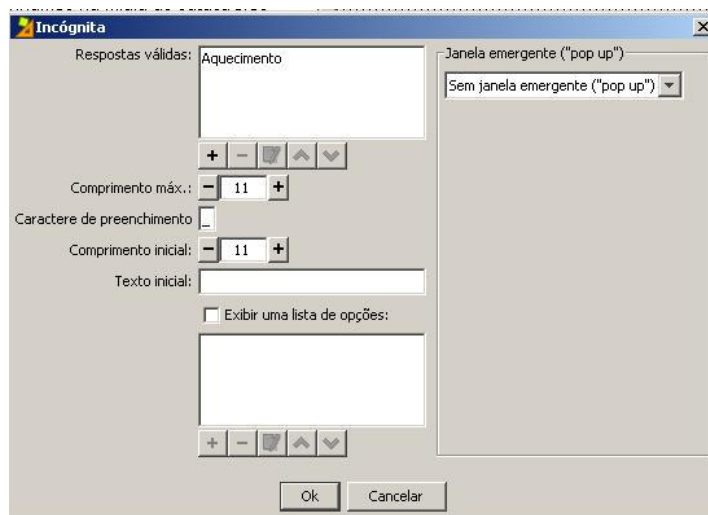 Incógnita
Respostas válidas: Aquecimento
Comprimento máx.: 11
Caractere de preenchimento _
Comprimento inicial: 11
Texto inicial:
Exibir uma lista de opções:
Janela emergente ("pop up")
Sem janela emergente ("pop up")
Ok Cancelar